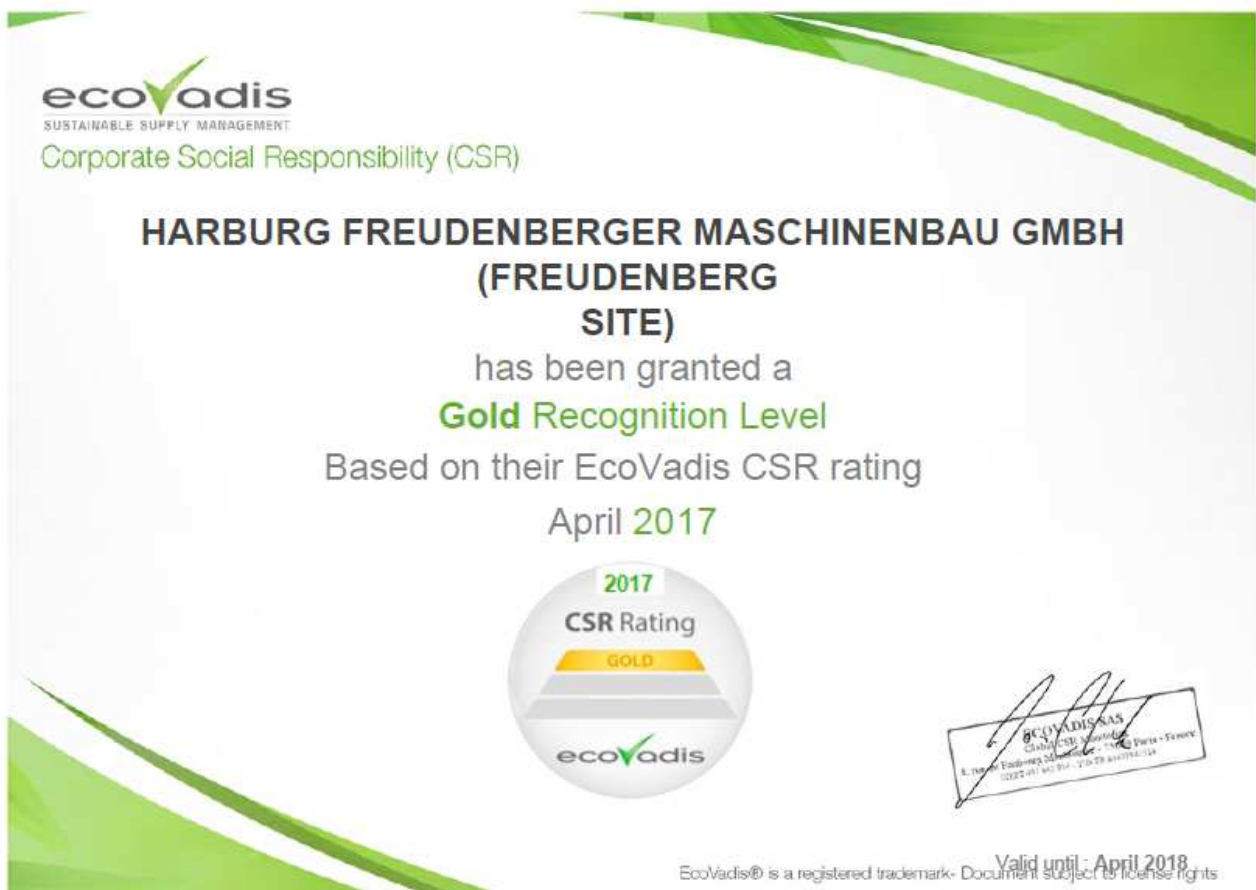 ecovadis
SUSTAINABLE SUPPLY MANAGEMENT
Corporate Social Responsibility (CSR)
HARBURG FREUDENBERGER MASCHINENBAU GMBH
(FREUDENBERG
SITE)
has been granted a
Gold Recognition Level
Based on their EcoVadis CSR rating
April 2017
2017
CSR Rating
GOLD
ecovadis
ECOVADIS SAS
Paris - France
Valid until : April 2018
EcoVadis® is a registered trademark- Document subject to license rights